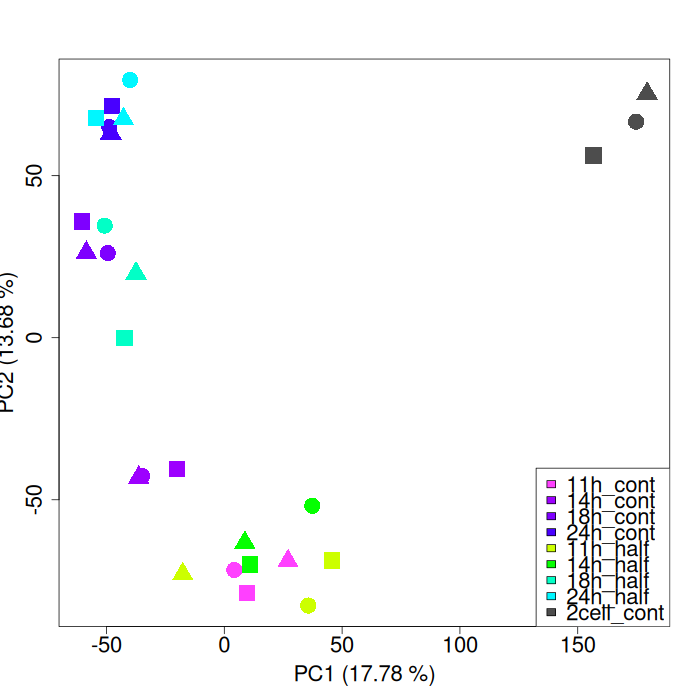 50
0
50
PC2 (13.68 %)
-50
0
50
100
150
PC1 (17.78 %)
11h_cont
14h_cont
18h_cont
24h_cont
11h_half
14h_half
18h_half
24h_half
2cell_cont